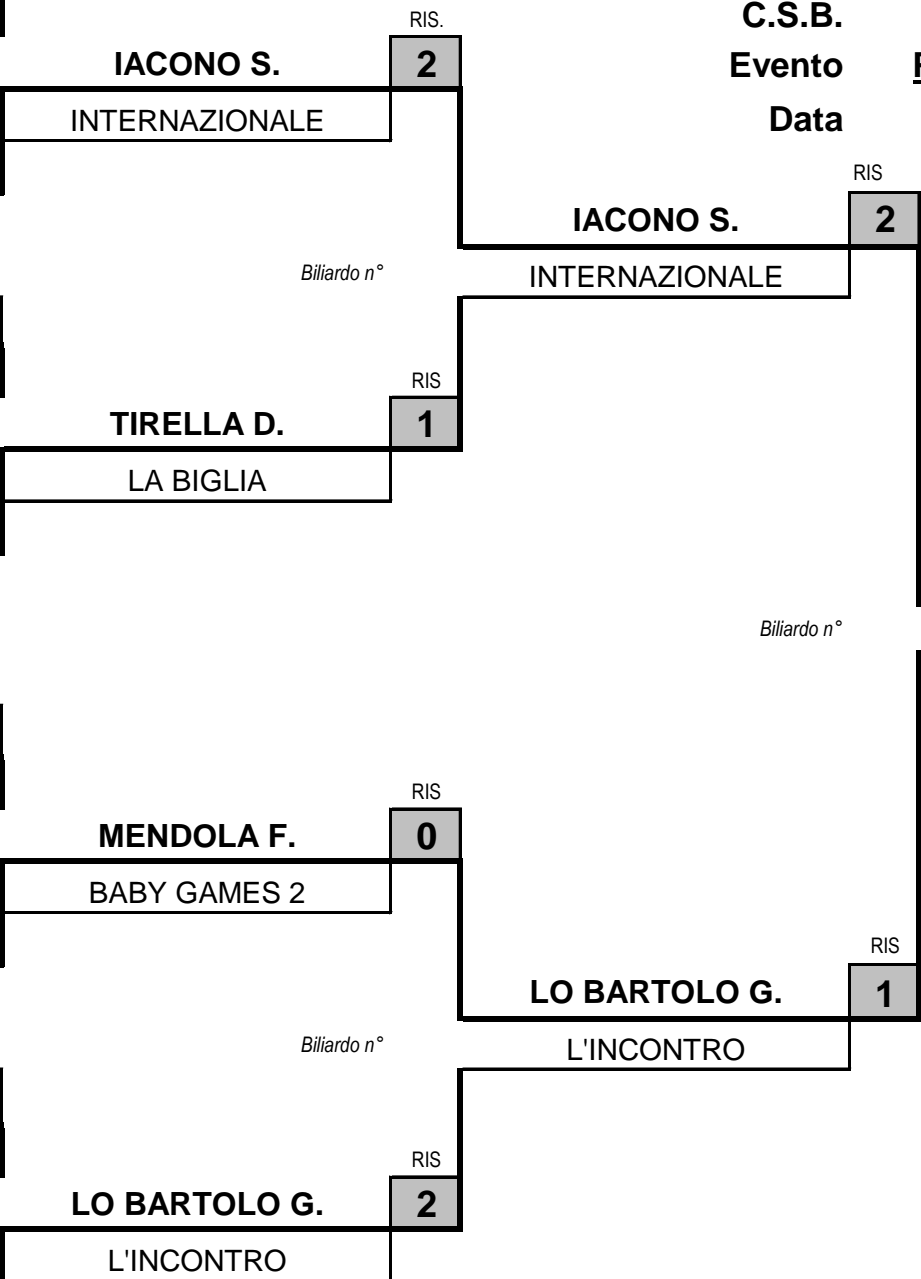 C.S.B.
RIS.
IACONO S. 2
Evento
INTERNAZIONALE
Data
RIS
IACONO S. 2
Biliardo n°
INTERNAZIONALE
RIS
TIRELLA D. 1
LA BIGLIA
Biliardo n°
RIS
MENDOLA F. 0
BABY GAMES 2
RIS
LO BARTOLO G. 1
Biliardo n°
L'INCONTRO
RIS
LO BARTOLO G. 2
L'INCONTRO